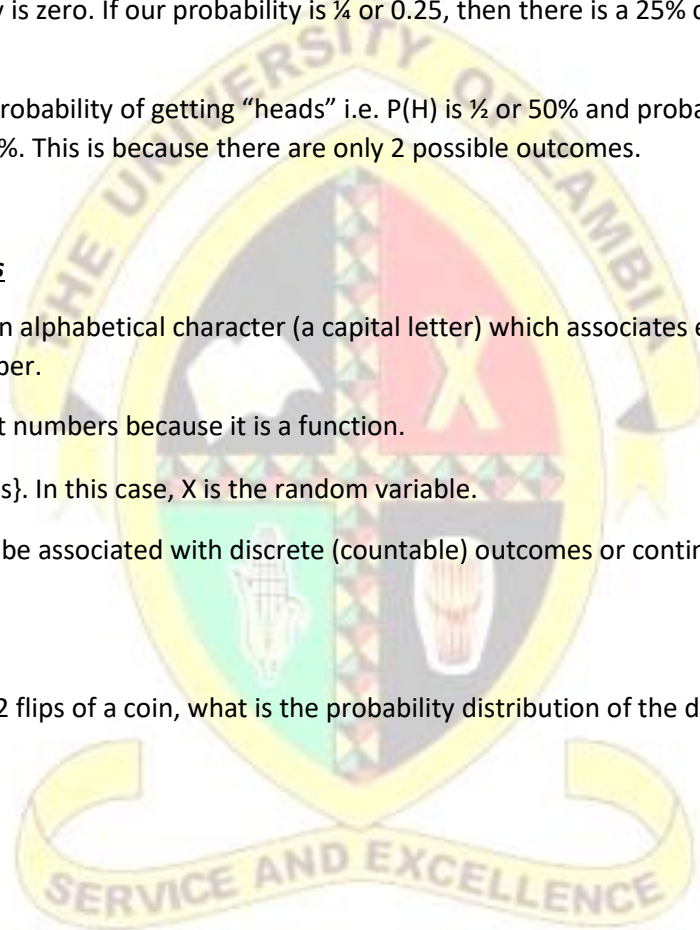 y is zero. If our probability is ¼ or 0.25, then there is a 25% c
robability of getting “heads” i.e. P(H) is ½ or 50% and proba
%. This is because there are only 2 possible outcomes.
s
n alphabetical character (a capital letter) which associates e
ber.
t numbers because it is a function.
s}. In this case, X is the random variable.
be associated with discrete (countable) outcomes or contin
2 flips of a coin, what is the probability distribution of the d
THE UNIVERSITY OF ZAMBIA
SERVICE AND EXCELLENCE